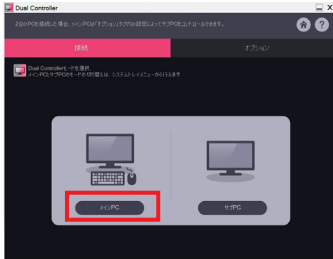 Dual Controller
2台のPCを接続した場合、メインPCは「オプション」タブ内の設定によってサブPCをコントロールできます。
接続
オプション
Dual Controllerモードを選択
メインPCとサブPCのモードの切り替えは、システムトレイメニューから行えます
メインPC
サブPC